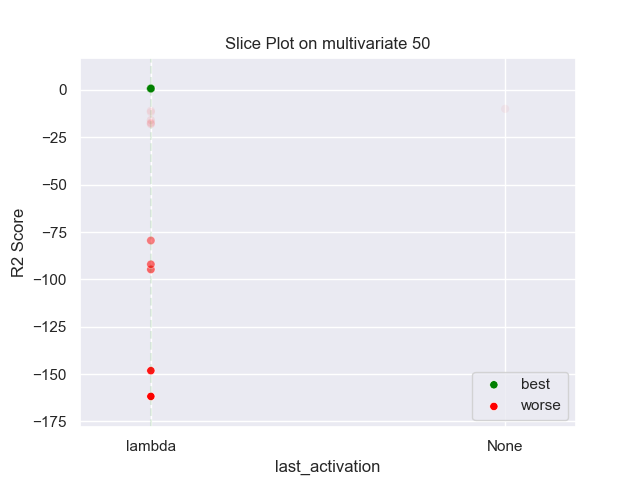 Slice Plot on multivariate 50
R2 Score
0
−25
−50
−75
−100
−125
−150
−175
best
worse
lambda
None
last_activation